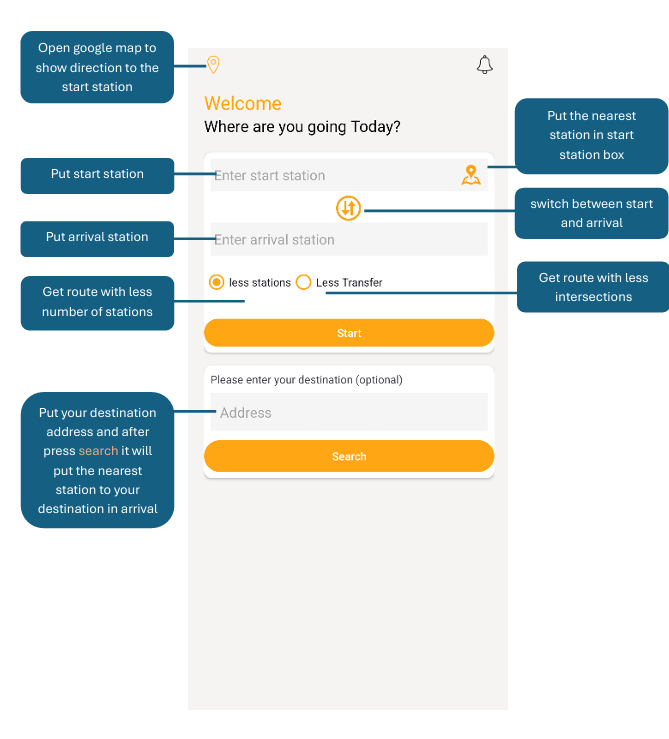 Open google map to
show direction to the
start station
Welcome
Where are you going Today?
Put the nearest
station in start
station box
Put start station
Enter start station
switch between start
and arrival
Put arrival station
Enter arrival station
Get route with less
number of stations
less stations
Less Transfer
Get route with less
intersections
Start
Please enter your destination (optional)
Address
Put your destination
address and after
press search it will
put the nearest
station to your
destination in arrival
Search